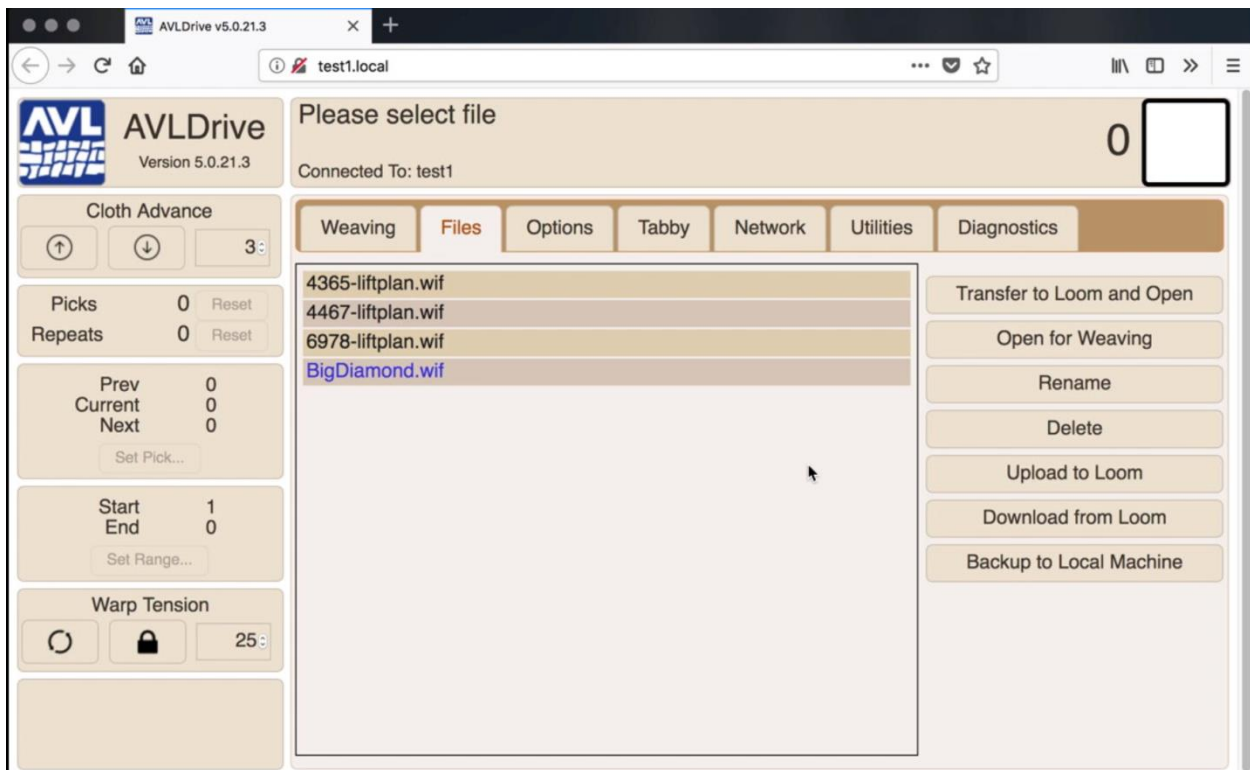 AVLDrive v5.0.21.3
test1.local
AVL
AVLDrive
Version 5.0.21.3
Please select file
Connected To: test1
0
Cloth Advance
3
Picks 0 Reset
Repeats 0 Reset
Prev 0
Current 0
Next 0
Set Pick...
Start 1
End 0
Set Range...
Warp Tension
25
Weaving Files Options Tabby Network Utilities Diagnostics
4365-liftplan.wif
4467-liftplan.wif
6978-liftplan.wif
BigDiamond.wif
Transfer to Loom and Open
Open for Weaving
Rename
Delete
Upload to Loom
Download from Loom
Backup to Local Machine